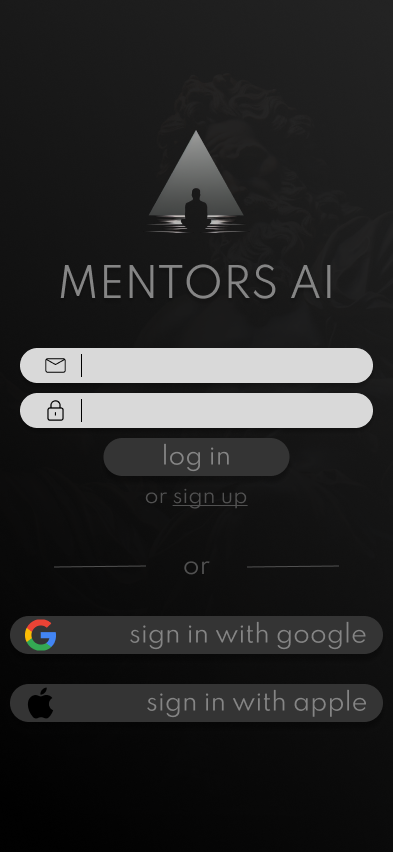 MENTORS AI
log in
or sign up
or
sign in with google
sign in with apple